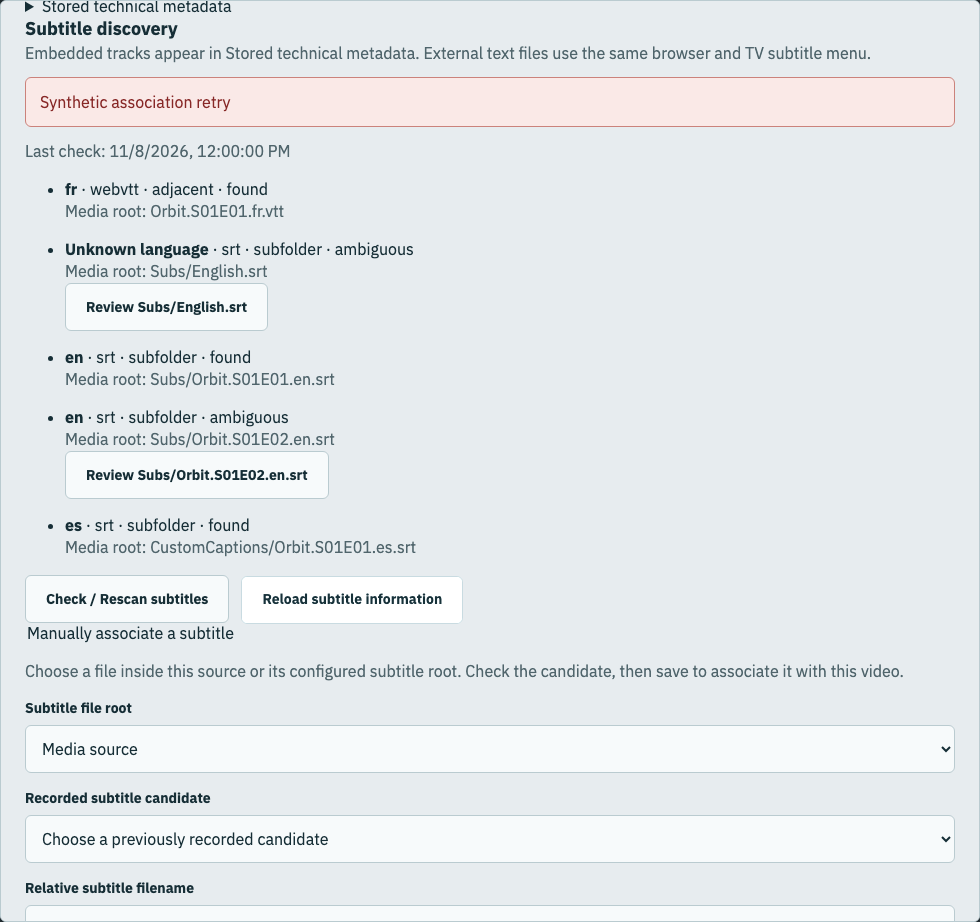 Stored technical metadata
Subtitle discovery
Embedded tracks appear in Stored technical metadata. External text files use the same browser and TV subtitle menu.
Synthetic association retry
Last check: 11/8/2026, 12:00:00 PM
fr · webvtt · adjacent · found
Media root: Orbit.S01E01.fr.vtt
Unknown language · srt · subfolder · ambiguous
Media root: Subs/English.srt
Review Subs/English.srt
en · srt · subfolder · found
Media root: Subs/Orbit.S01E01.en.srt
en · srt · subfolder · ambiguous
Media root: Subs/Orbit.S01E02.en.srt
Review Subs/Orbit.S01E02.en.srt
es · srt · subfolder · found
Media root: CustomCaptions/Orbit.S01E01.es.srt
Check / Rescan subtitles Reload subtitle information
Manually associate a subtitle
Choose a file inside this source or its configured subtitle root. Check the candidate, then save to associate it with this video.
Subtitle file root
Media source
Recorded subtitle candidate
Choose a previously recorded candidate
Relative subtitle filename